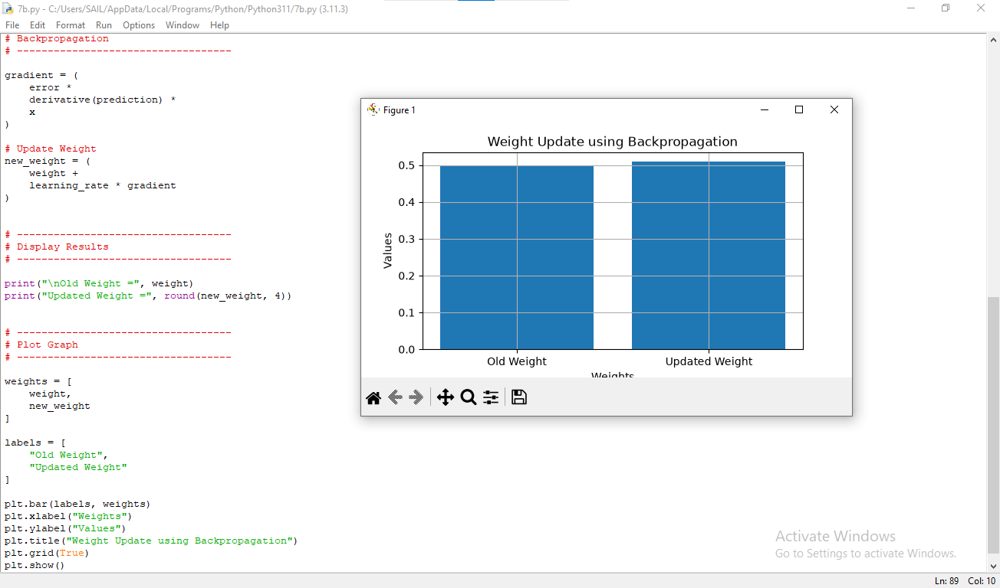 7b.py - C:/Users/SAIL/AppData/Local/Programs/Python/Python311/7b.py (3.11.3)
File Edit Format Run Options Window Help
# Backpropagation
# -----------------------------------
gradient = (
    error *
    derivative(prediction) *
    x
)
# Update Weight
new_weight = (
    weight +
    learning_rate * gradient
)
# -----------------------------------
# Display Results
# -----------------------------------
print("\nOld Weight =", weight)
print("Updated Weight =", round(new_weight, 4))
# -----------------------------------
# Plot Graph
# -----------------------------------
weights = [
    weight,
    new_weight
]
labels = [
    "Old Weight",
    "Updated Weight"
]
plt.bar(labels, weights)
plt.xlabel("Weights")
plt.ylabel("Values")
plt.title("Weight Update using Backpropagation")
plt.grid(True)
plt.show()
Figure 1
Weight Update using Backpropagation
0.5
0.4
0.3
0.2
0.1
0.0
Values
Old Weight Updated Weight
Weights
Activate Windows
Go to Settings to activate Windows.
Ln: 89 Col: 10